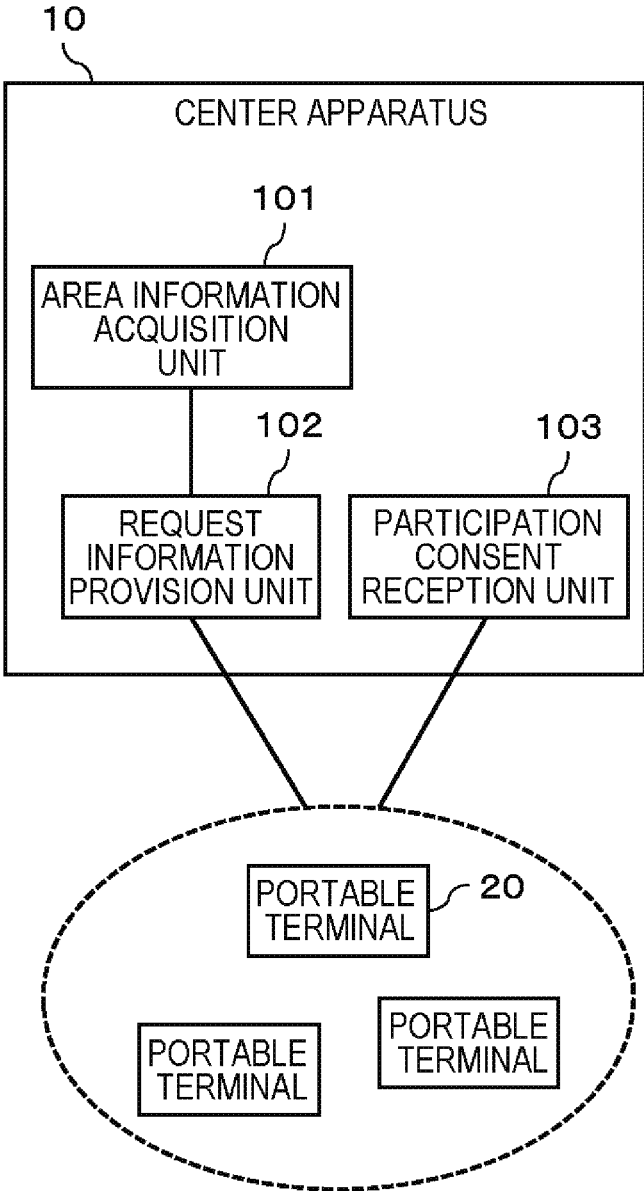 10
CENTER APPARATUS
101
AREA INFORMATION
ACQUISITION
UNIT
102
REQUEST
INFORMATION
PROVISION UNIT
103
PARTICIPATION
CONSENT
RECEPTION UNIT
PORTABLE
TERMINAL
20
PORTABLE
TERMINAL
PORTABLE
TERMINAL